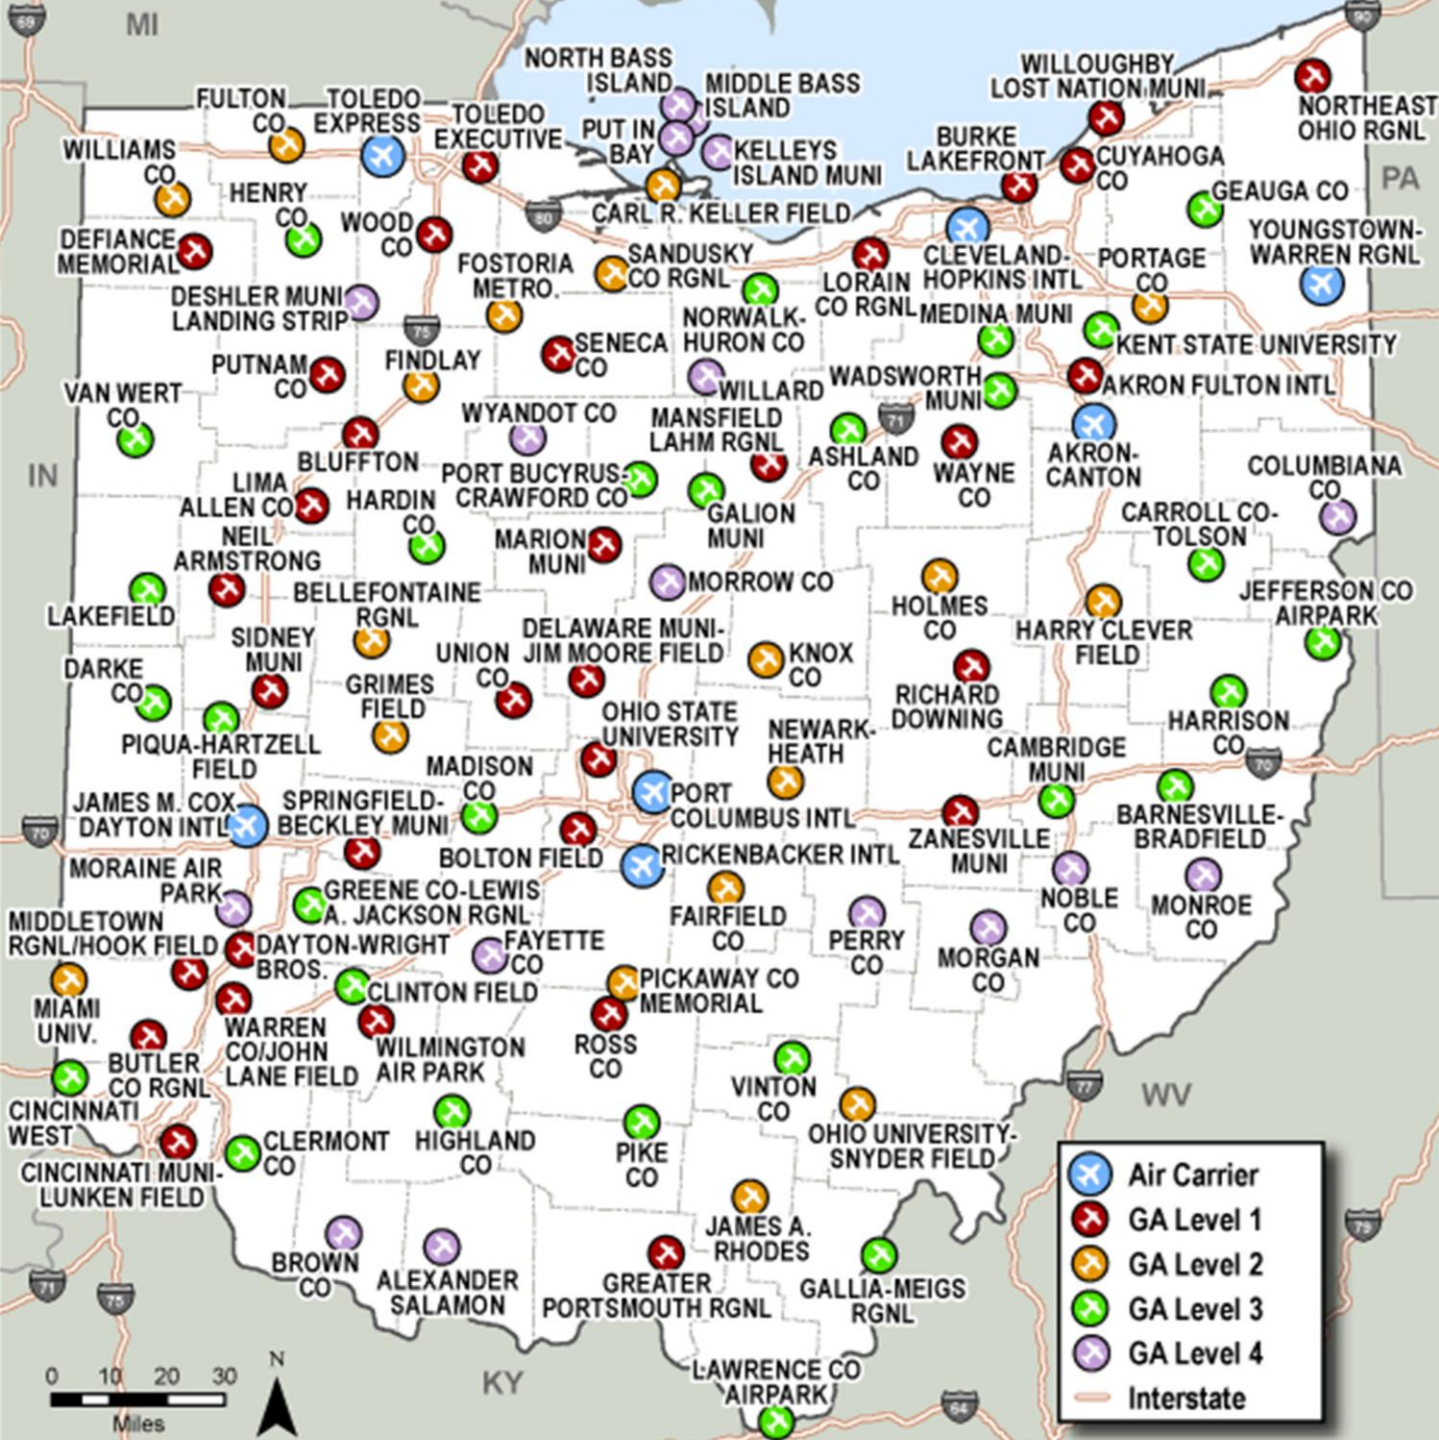 69
MI
90
NORTH BASS
ISLAND
MIDDLE BASS
ISLAND
WILLOUGHBY
LOST NATION MUNI
NORTHEAST
OHIO RGNL
FULTON
CO
TOLEDO
EXPRESS
TOLEDO
EXECUTIVE
PUT IN
BAY
KELLEYS
ISLAND MUNI
BURKE
LAKEFRONT
CUYAHOGA
CO
PA
WILLIAMS
CO
HENRY
CO
WOOD
CO
80
CARL R. KELLER FIELD
GEAUGA CO
DEFIANCE
MEMORIAL
FOSTORIA
METRO.
SANDUSKY
CO RGNL
LORAIN
CO RGNL
CLEVELAND-
HOPKINS INTL
PORTAGE
CO
YOUNGSTOWN-
WARREN RGNL
DESHLER MUNI
LANDING STRIP
75
NORWALK-
HURON CO
MEDINA MUNI
KENT STATE UNIVERSITY
PUTNAM
CO
FINDLAY
SENECA
CO
WILLARD
WADSWORTH
MUNI
AKRON FULTON INTL
VAN WERT
CO
WYANDOT CO
MANSFIELD
LAHM RGNL
71
ASHLAND
CO
WAYNE
CO
AKRON-
CANTON
IN
BLUFFTON
PORT BUCYRUS-
CRAWFORD CO
COLUMBIANA
CO
LIMA
ALLEN CO
HARDIN
CO
GALION
MUNI
CARROLL CO-
TOLSON
NEIL
ARMSTRONG
MARION
MUNI
MORROW CO
LAKEFIELD
BELLEFONTAINE
RGNL
HOLMES
CO
HARRY CLEVER
FIELD
JEFFERSON CO
AIRPARK
SIDNEY
MUNI
DELAWARE MUNI-
JIM MOORE FIELD
UNION
CO
KNOX
CO
DARKE
CO
GRIMES
FIELD
RICHARD
DOWNING
OHIO STATE
UNIVERSITY
NEWARK-
HEATH
HARRISON
CO
PIQUA-HARTZELL
FIELD
MADISON
CO
CAMBRIDGE
MUNI
70
JAMES M. COX
DAYTON INTL
SPRINGFIELD-
BECKLEY MUNI
PORT
COLUMBUS INTL
BARNESVILLE-
BRADFIELD
70
BOLTON FIELD
RICKENBACKER INTL
ZANESVILLE
MUNI
MORAINE AIR
PARK
GREENE CO-LEWIS
A. JACKSON RGNL
FAIRFIELD
CO
PERRY
CO
NOBLE
CO
MONROE
CO
MIDDLETOWN
RGNL/HOOK FIELD
DAYTON-WRIGHT
BROS.
FAYETTE
CO
MORGAN
CO
MIAMI
UNIV.
CLINTON FIELD
PICKAWAY CO
MEMORIAL
WARREN
CO/JOHN
LANE FIELD
WILMINGTON
AIR PARK
ROSS
CO
BUTLER
CO RGNL
VINTON
CO
77
WV
CINCINNATI
WEST
CLERMONT
CO
HIGHLAND
CO
PIKE
CO
OHIO UNIVERSITY-
SNYDER FIELD
CINCINNATI MUNI-
LUNKEN FIELD
JAMES A.
RHODES
BROWN
CO
ALEXANDER
SALAMON
GREATER
PORTSMOUTH RGNL
GALLIA-MEIGS
RGNL
71
75
79
LAWRENCE CO
AIRPARK
KY
64
Air Carrier
GA Level 1
GA Level 2
GA Level 3
GA Level 4
Interstate
0 10 20 30
Miles
N